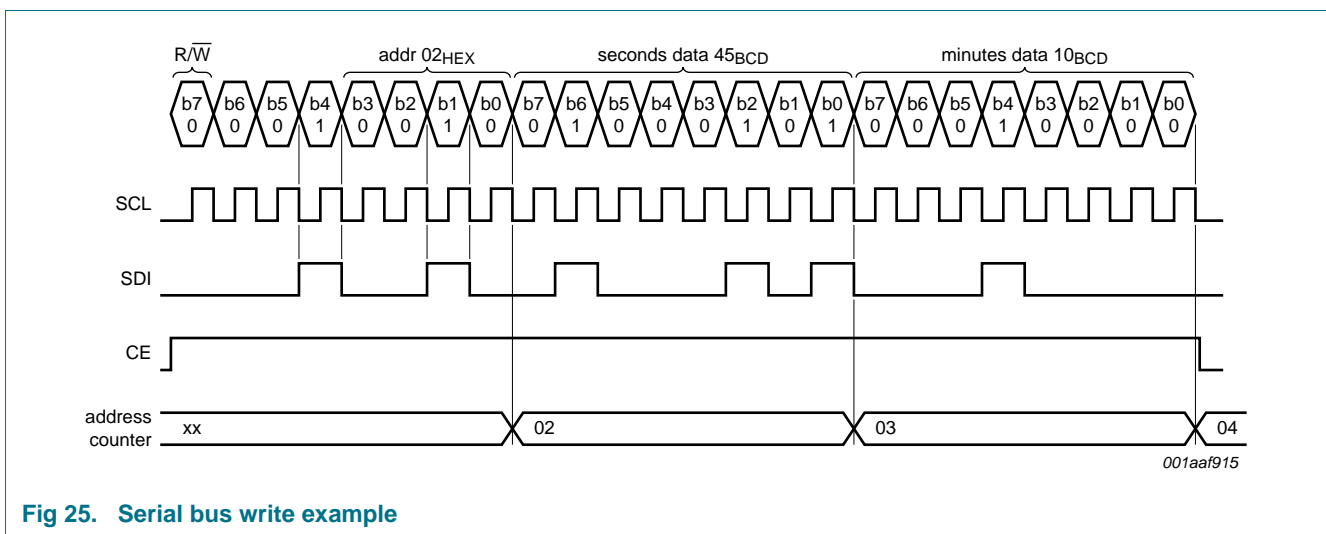 R/W addr 02HEX seconds data 45BCD minutes data 10BCD
b7 b6 b5 b4 b3 b2 b1 b0 b7 b6 b5 b4 b3 b2 b1 b0 b7 b6 b5 b4 b3 b2 b1 b0
0 0 0 1 0 0 1 0 0 1 0 0 0 1 0 1 0 0 0 1 0 0 0 0
SCL
SDI
CE
address
counter xx 02 03 04
001aaf915
Fig 25. Serial bus write example